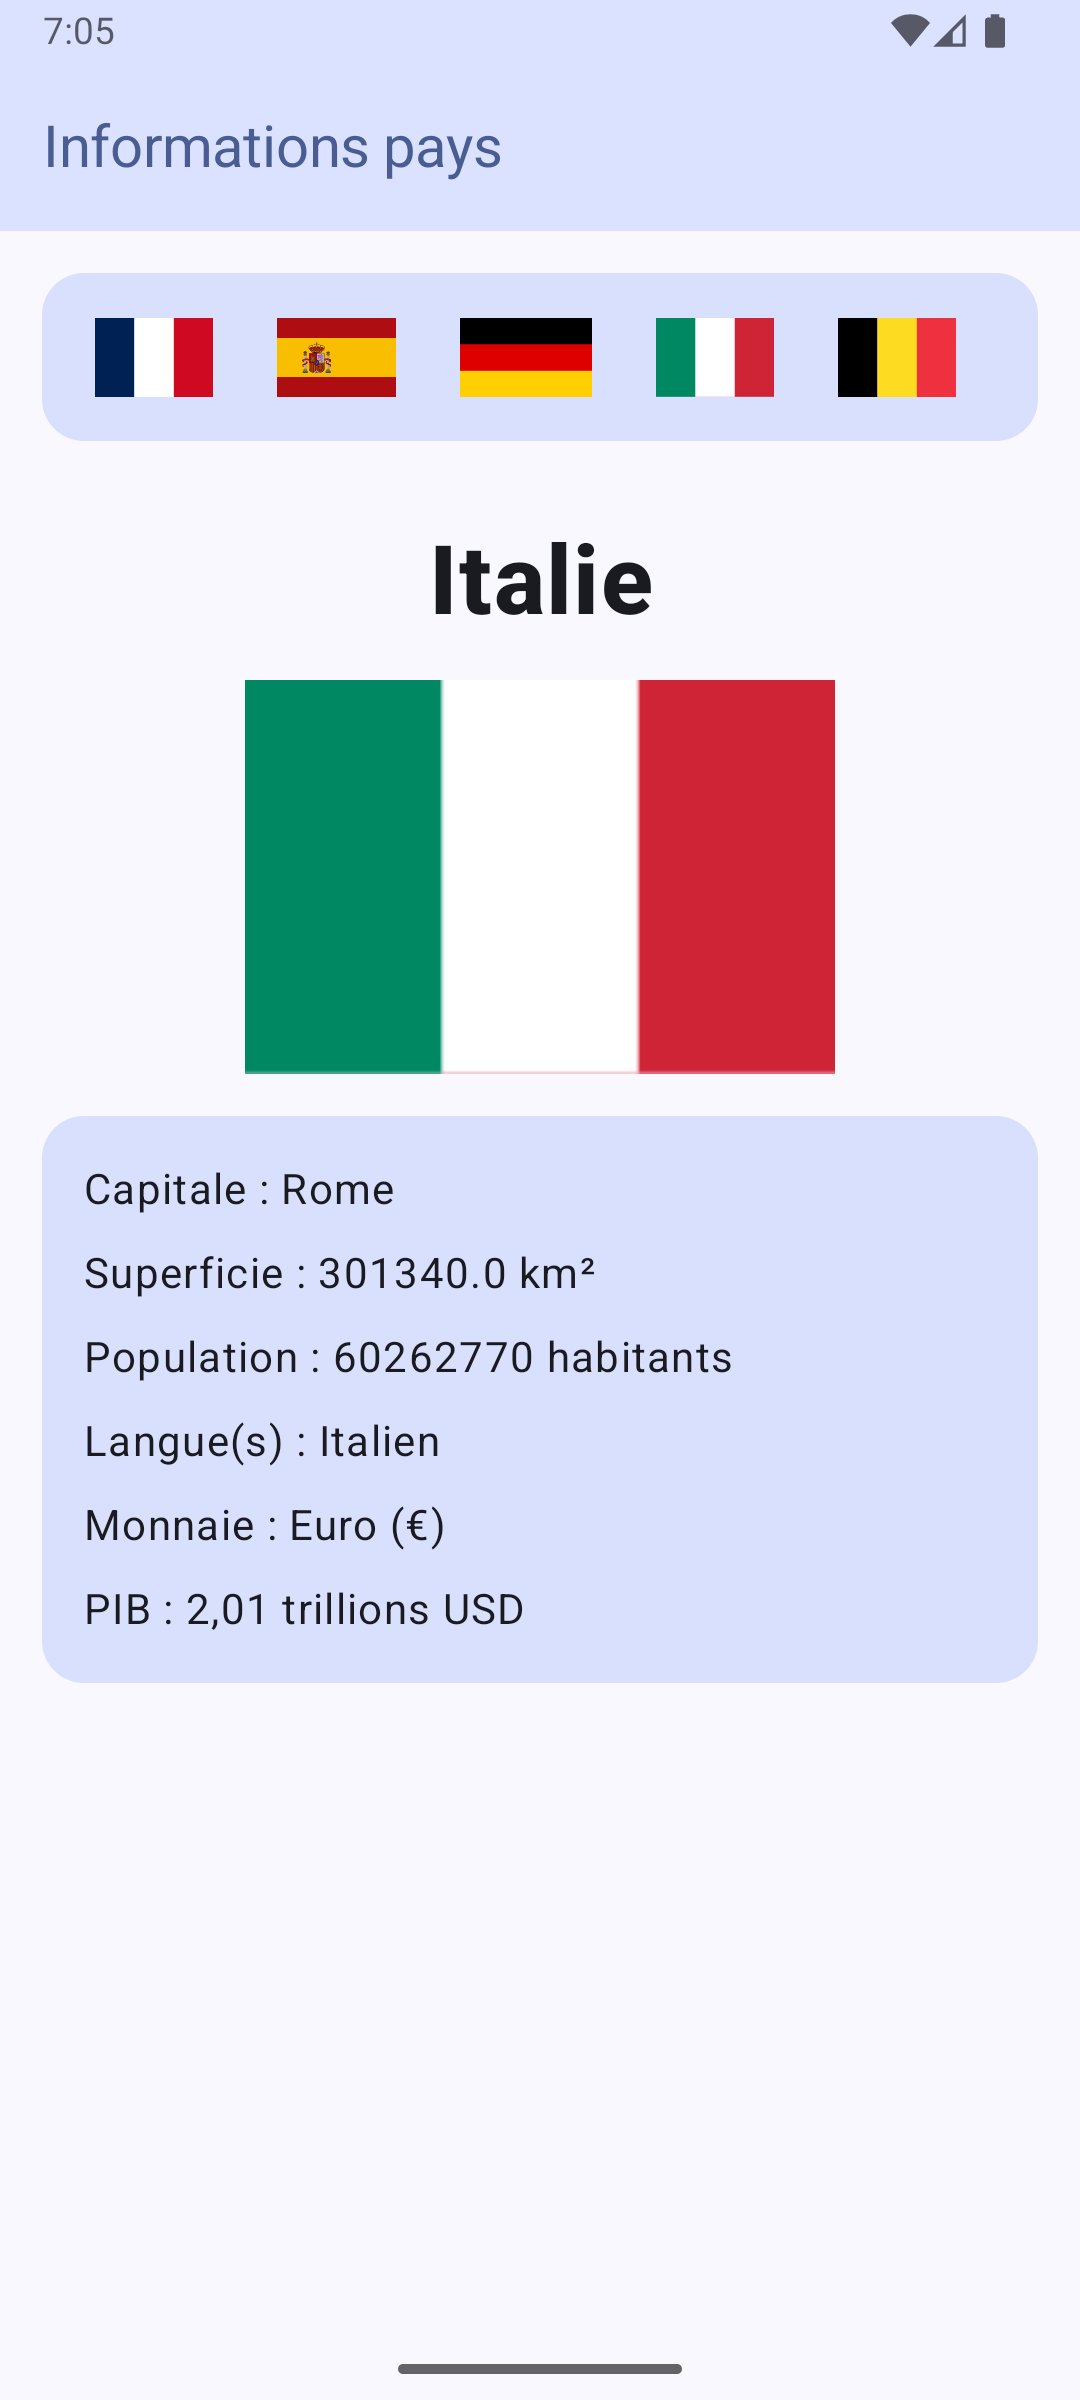 7:05
Informations pays
Italie
Capitale : Rome
Superficie : 301340.0 km²
Population : 60262770 habitants
Langue(s) : Italien
Monnaie : Euro (€)
PIB : 2,01 trillions USD